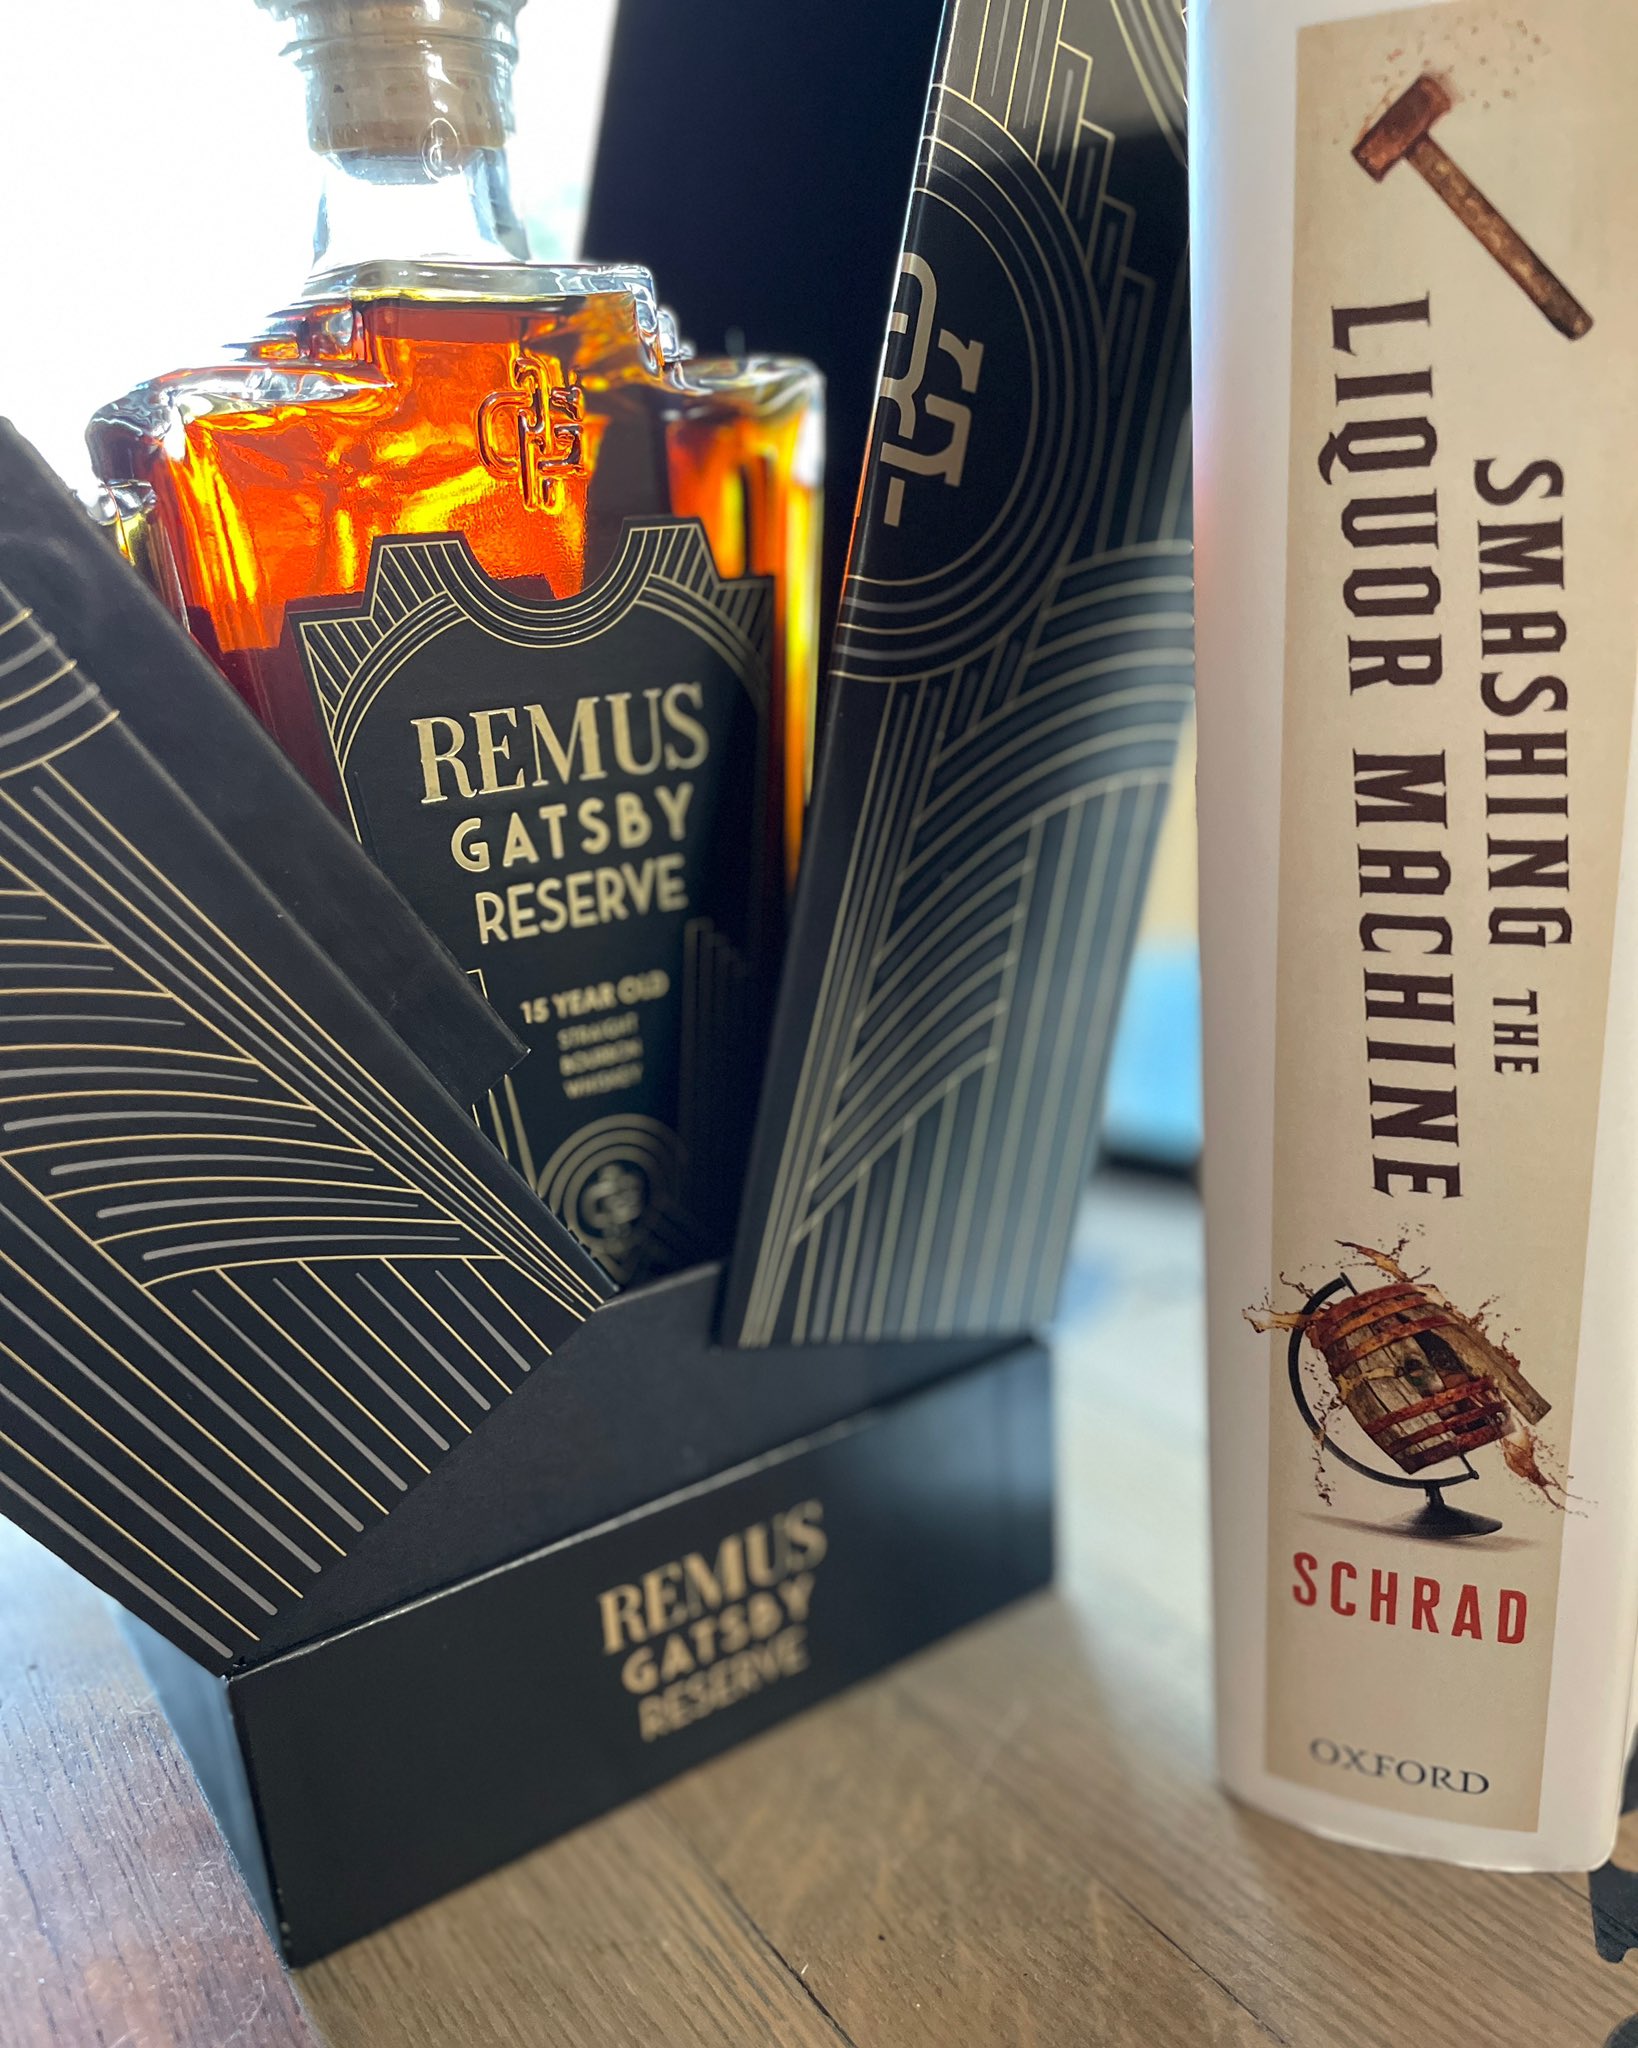 REMUS
GATSBY
RESERVE
15 YEAR OLD
STRAIGHT
BOURBON
WHISKEY
REMUS
GATSBY
RESERVE
SMASHING THE
LIQUOR MACHINE
SCHRAD
OXFORD